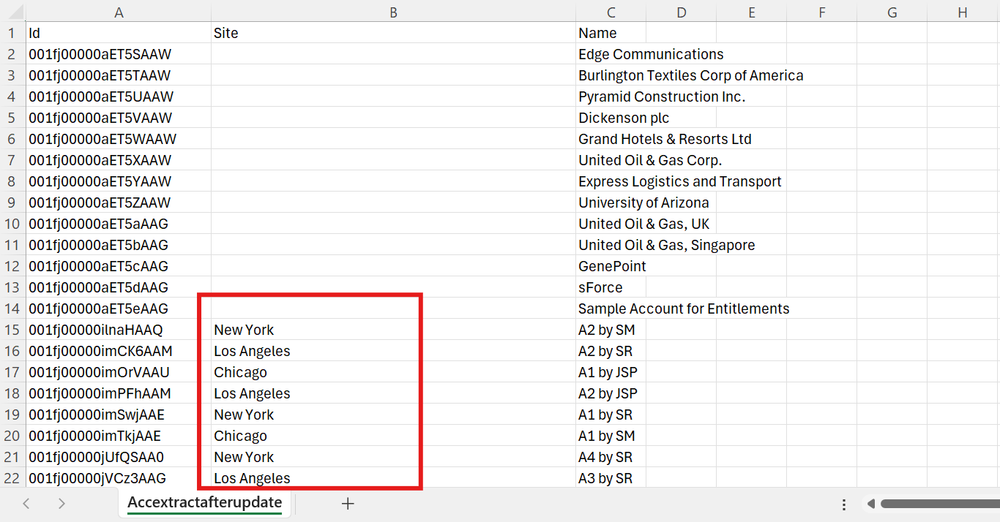 A B C D E F G H
1 Id Site Name
2 001fj00000aET5SAAW Edge Communications
3 001fj00000aET5TAAW Burlington Textiles Corp of America
4 001fj00000aET5UAAW Pyramid Construction Inc.
5 001fj00000aET5VAAW Dickenson plc
6 001fj00000aET5WAAW Grand Hotels & Resorts Ltd
7 001fj00000aET5XAAW United Oil & Gas Corp.
8 001fj00000aET5YAAW Express Logistics and Transport
9 001fj00000aET5ZAAW University of Arizona
10 001fj00000aET5aAAG United Oil & Gas, UK
11 001fj00000aET5bAAG United Oil & Gas, Singapore
12 001fj00000aET5cAAG GenePoint
13 001fj00000aET5dAAG sForce
14 001fj00000aET5eAAG Sample Account for Entitlements
15 001fj00000ilnaHAAQ New York A2 by SM
16 001fj00000imCK6AAM Los Angeles A2 by SR
17 001fj00000imOrVAAU Chicago A1 by JSP
18 001fj00000imPFhAAM Los Angeles A2 by JSP
19 001fj00000imSwjAAE New York A1 by SR
20 001fj00000imTkjAAE Chicago A1 by SM
21 001fj00000jUfQSAA0 New York A4 by SR
22 001fj00000jVCz3AAG Los Angeles A3 by SR
Accextractafterupdate